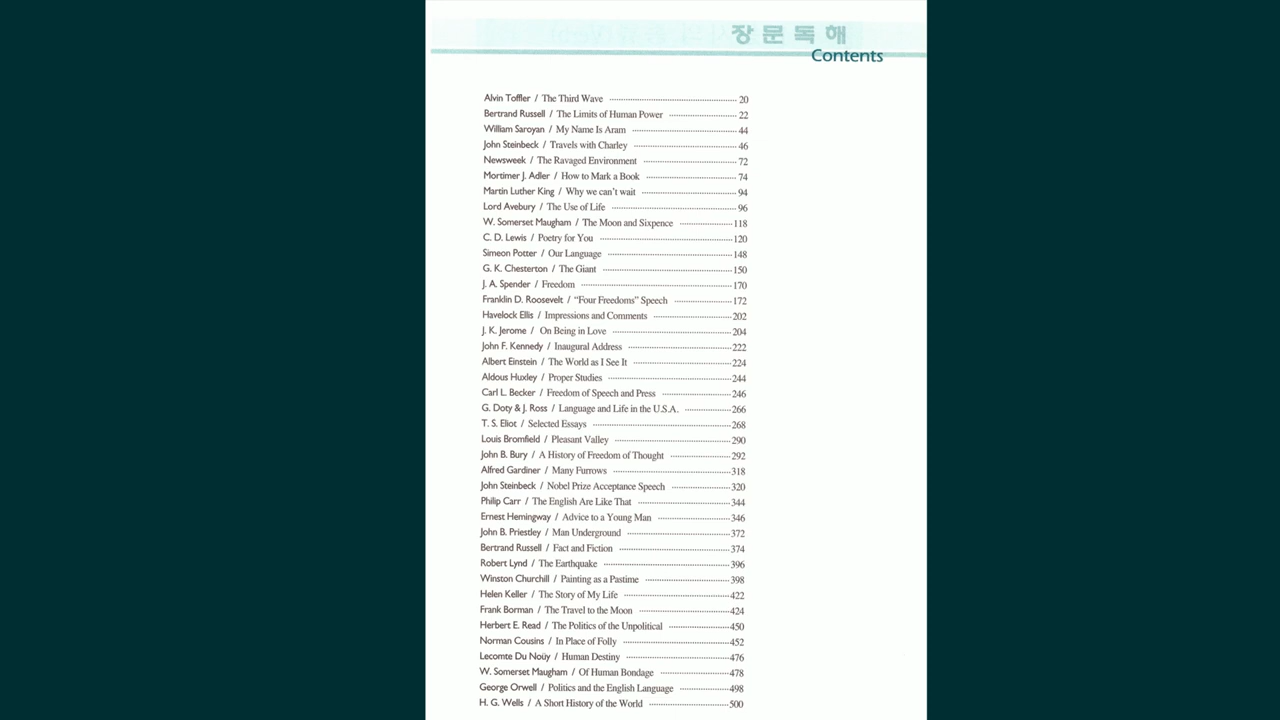 장문독해
Contents
Alvin Toffler / The Third Wave 20
Bertrand Russell / The Limits of Human Power 22
William Saroyan / My Name Is Aram 44
John Steinbeck / Travels with Charley 46
Newsweek / The Ravaged Environment 72
Mortimer J. Adler / How to Mark a Book 74
Martin Luther King / Why we can't wait 94
Lord Avebury / The Use of Life 96
W. Somerset Maugham / The Moon and Sixpence 118
C. D. Lewis / Poetry for You 120
Simeon Potter / Our Language 148
G. K. Chesterton / The Giant 150
J. A. Spender / Freedom 170
Franklin D. Roosevelt / “Four Freedoms” Speech 172
Havelock Ellis / Impressions and Comments 202
J. K. Jerome / On Being in Love 204
John F. Kennedy / Inaugural Address 222
Albert Einstein / The World as I See It 224
Aldous Huxley / Proper Studies 244
Carl L. Becker / Freedom of Speech and Press 246
G. Doty & J. Ross / Language and Life in the U.S.A. 266
T. S. Eliot / Selected Essays 268
Louis Bromfield / Pleasant Valley 290
John B. Bury / A History of Freedom of Thought 292
Alfred Gardiner / Many Furrows 318
John Steinbeck / Nobel Prize Acceptance Speech 320
Philip Carr / The English Are Like That 344
Ernest Hemingway / Advice to a Young Man 346
John B. Priestley / Man Underground 372
Bertrand Russell / Fact and Fiction 374
Robert Lynd / The Earthquake 396
Winston Churchill / Painting as a Pastime 398
Helen Keller / The Story of My Life 422
Frank Borman / The Travel to the Moon 424
Herbert E. Read / The Politics of the Unpolitical 450
Norman Cousins / In Place of Folly 452
Lecomte Du Noüy / Human Destiny 476
W. Somerset Maugham / Of Human Bondage 478
George Orwell / Politics and the English Language 498
H. G. Wells / A Short History of the World 500